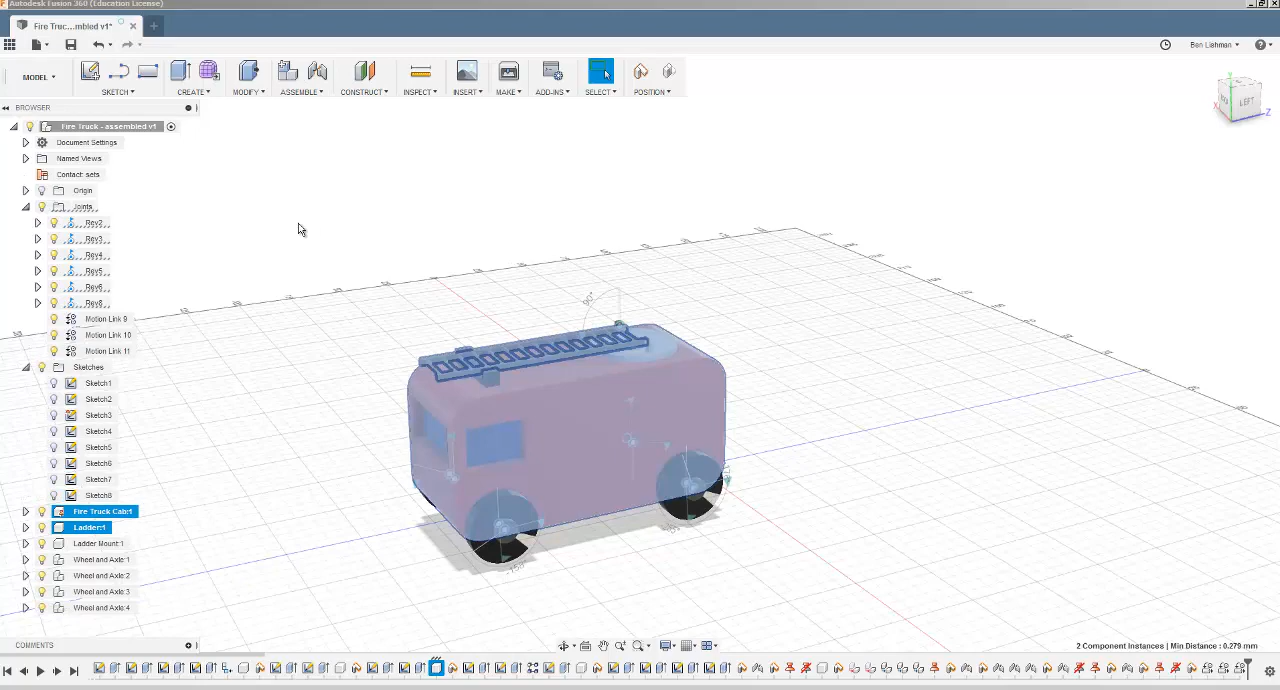 Autodesk Fusion 360 (Education License)
Fire Truc...mbled v1*
Ben Lishman
MODEL
SKETCH
CREATE
MODIFY
ASSEMBLE
CONSTRUCT
INSPECT
INSERT
MAKE
ADD-INS
SELECT
POSITION
LEFT
Y
X
Z
BROWSER
Fire Truck - assembled v1
Document Settings
Named Views
Contact: sets
Origin
Joints
Rev2
Rev3
Rev4
Rev5
Rev6
Rev8
Motion Link 9
Motion Link 10
Motion Link 11
Sketches
Sketch1
Sketch2
Sketch3
Sketch4
Sketch5
Sketch6
Sketch7
Sketch8
Fire Truck Cab:1
Ladder:1
Ladder Mount:1
Wheel and Axle:1
Wheel and Axle:2
Wheel and Axle:3
Wheel and Axle:4
90°
COMMENTS
2 Component Instances | Min Distance : 0.279 mm